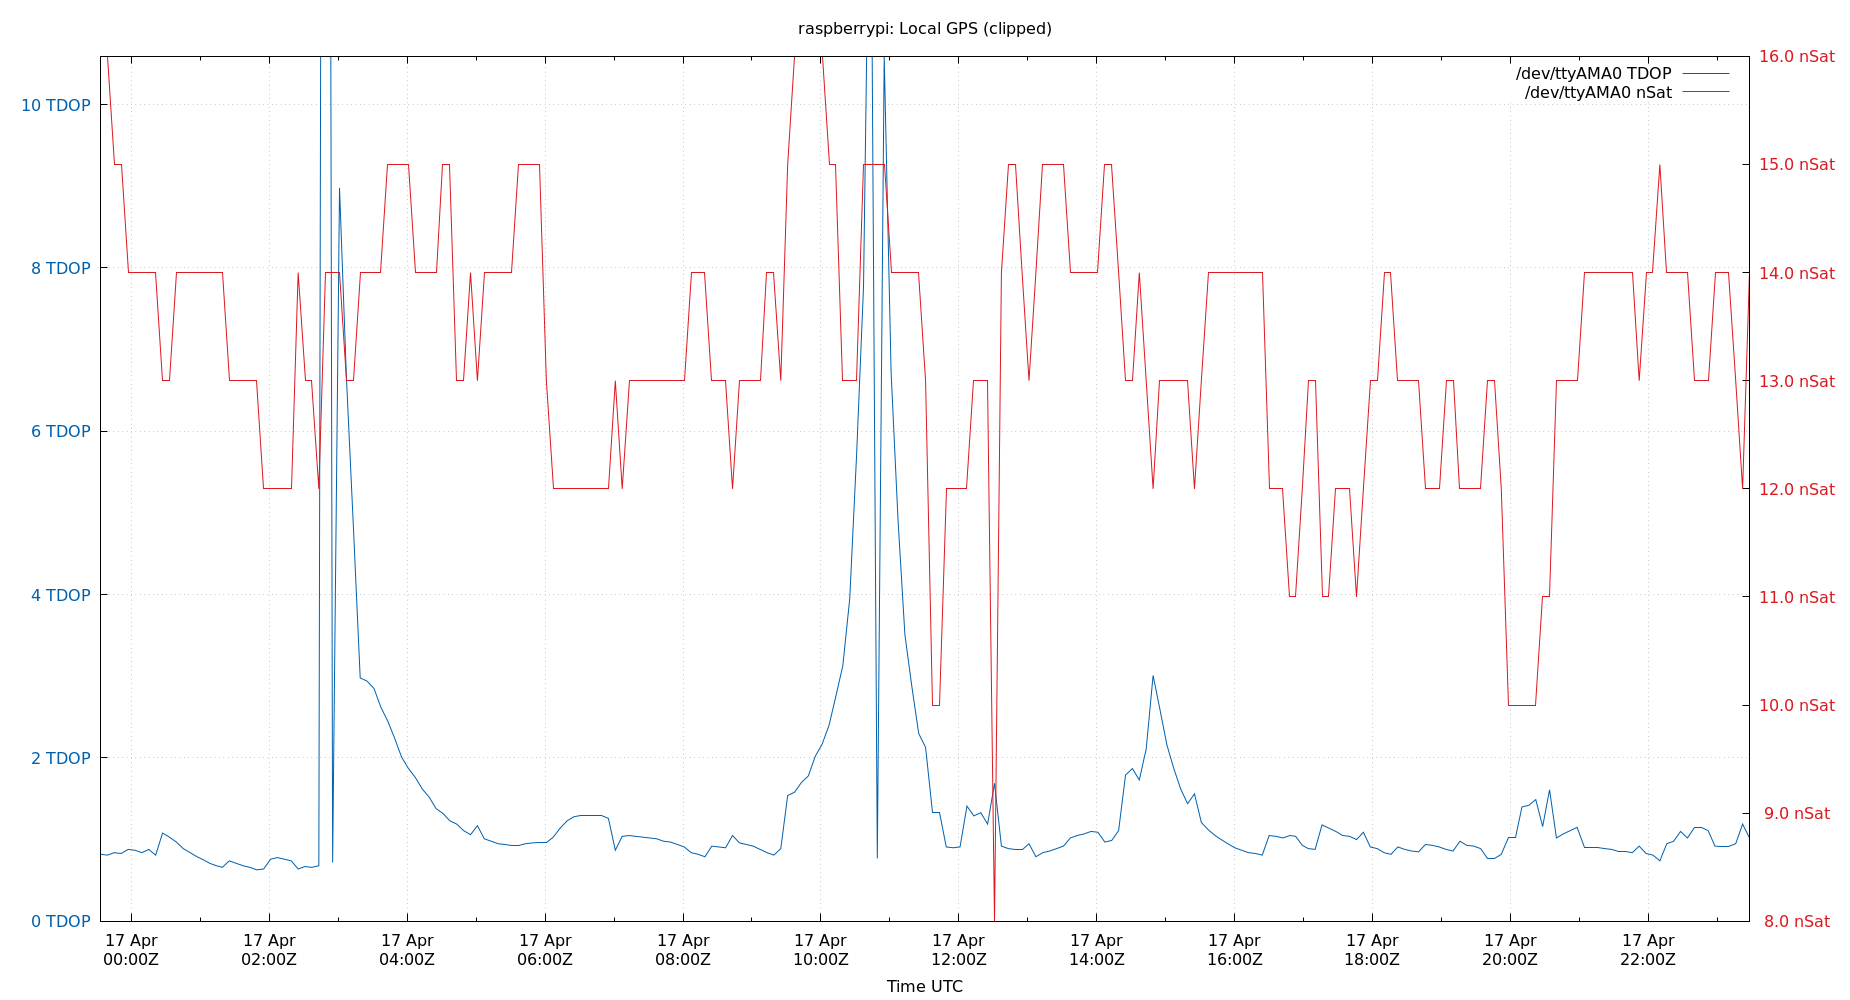 raspberrypi: Local GPS (clipped)
/dev/ttyAMA0 TDOP
/dev/ttyAMA0 nSat
10 TDOP
8 TDOP
6 TDOP
4 TDOP
2 TDOP
0 TDOP
16.0 nSat
15.0 nSat
14.0 nSat
13.0 nSat
12.0 nSat
11.0 nSat
10.0 nSat
9.0 nSat
8.0 nSat
17 Apr
00:00Z
17 Apr
02:00Z
17 Apr
04:00Z
17 Apr
06:00Z
17 Apr
08:00Z
17 Apr
10:00Z
17 Apr
12:00Z
17 Apr
14:00Z
17 Apr
16:00Z
17 Apr
18:00Z
17 Apr
20:00Z
17 Apr
22:00Z
Time UTC